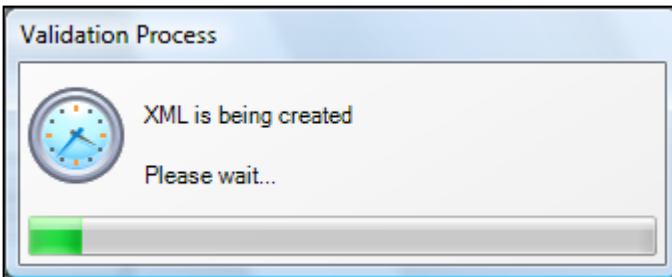 Validation Process
XML is being created
Please wait...